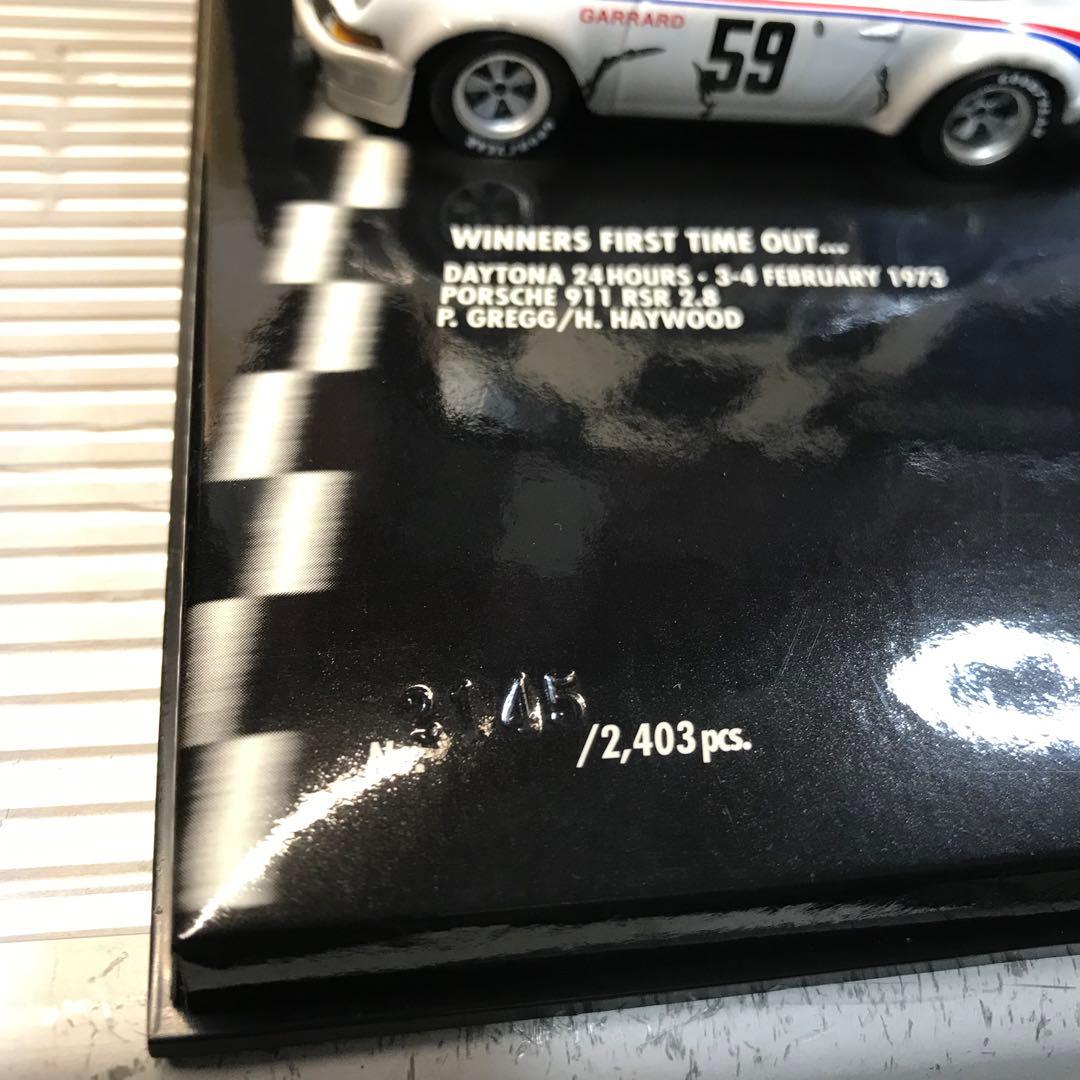 GARRARD
59
WINNERS FIRST TIME OUT...
DAYTONA 24 HOURS • 3-4 FEBRUARY 1973
PORSCHE 911 RSR 2.8
P. GREGG/H. HAYWOOD
/2,403 pcs.